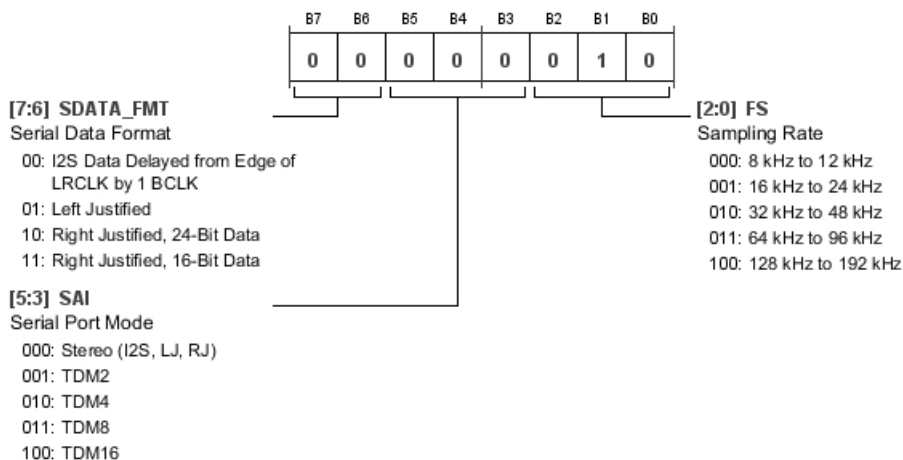 B7 B6 B5 B4 B3 B2 B1 B0
0 0 0 0 0 0 1 0
[7:6] SDATA_FMT
Serial Data Format
00: I2S Data Delayed from Edge of
LRCLK by 1 BCLK
01: Left Justified
10: Right Justified, 24-Bit Data
11: Right Justified, 16-Bit Data
[5:3] SAI
Serial Port Mode
000: Stereo (I2S, LJ, RJ)
001: TDM2
010: TDM4
011: TDM8
100: TDM16
[2:0] FS
Sampling Rate
000: 8 kHz to 12 kHz
001: 16 kHz to 24 kHz
010: 32 kHz to 48 kHz
011: 64 kHz to 96 kHz
100: 128 kHz to 192 kHz